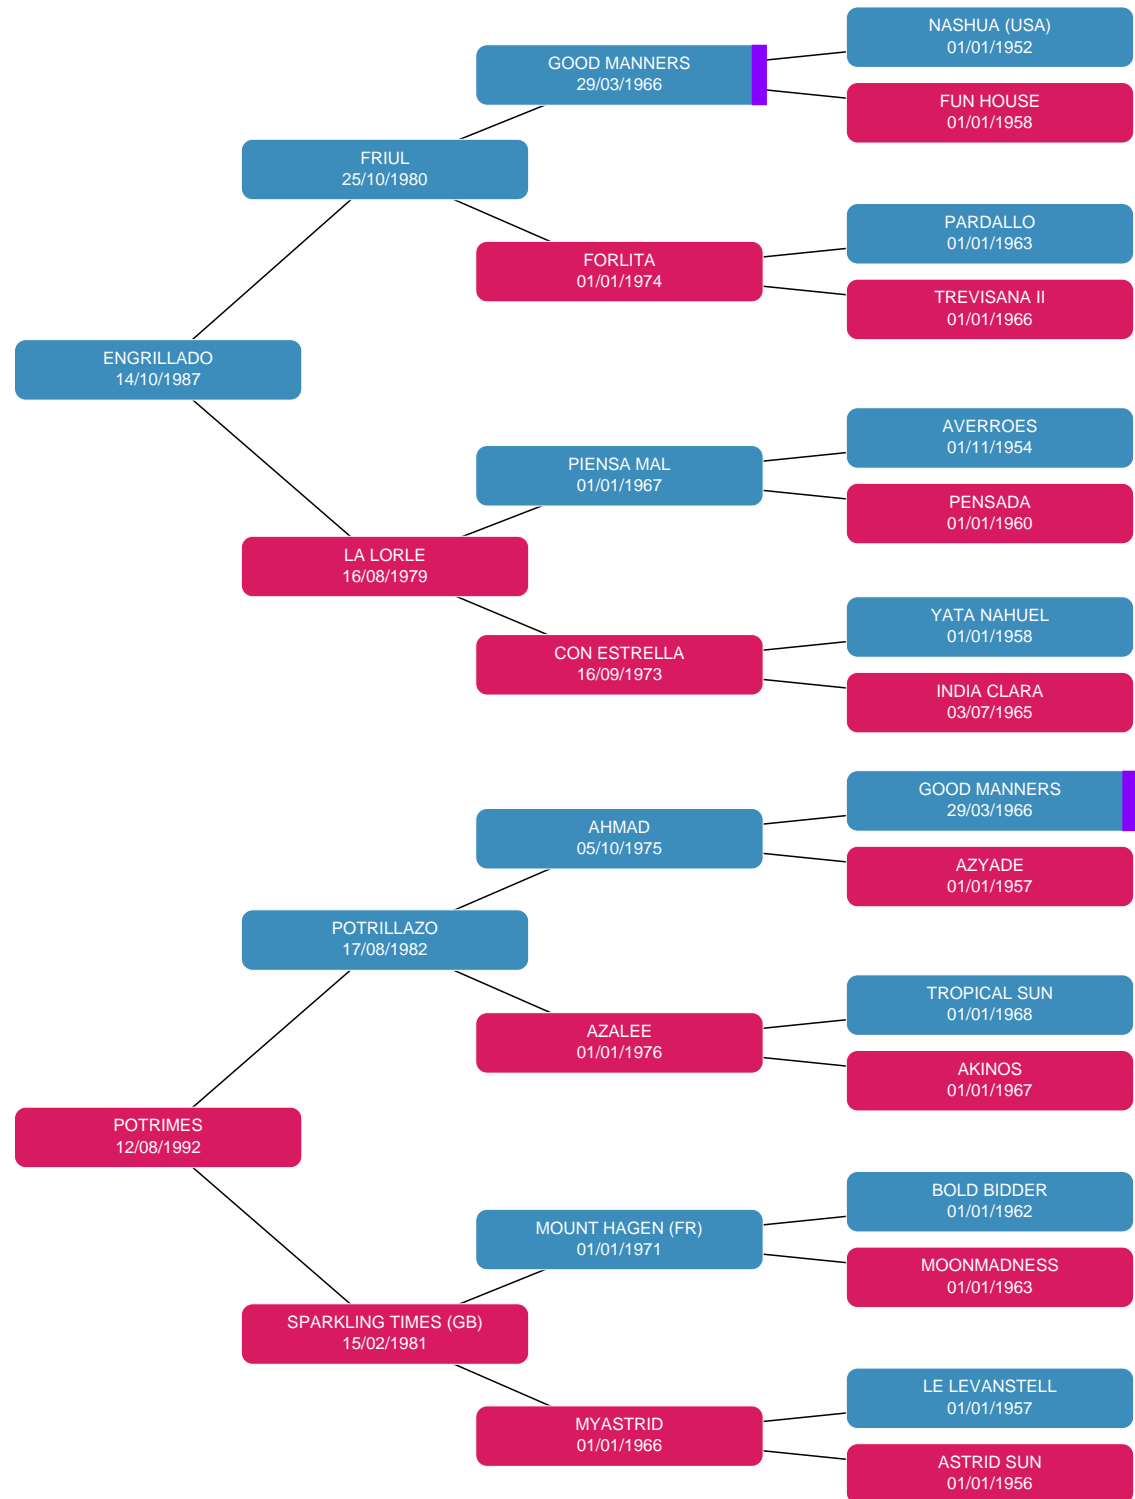 NASHUA (USA)
01/01/1952
GOOD MANNERS
29/03/1966
FUN HOUSE
01/01/1958
FRIUL
25/10/1980
PARDALLO
01/01/1963
FORLITA
01/01/1974
TREVISANA II
01/01/1966
ENGRILLADO
14/10/1987
AVERROES
01/11/1954
PIENSA MAL
01/01/1967
PENSADA
01/01/1960
LA LORLE
16/08/1979
YATA NAHUEL
01/01/1958
CON ESTRELLA
16/09/1973
INDIA CLARA
03/07/1965
GOOD MANNERS
29/03/1966
AHMAD
05/10/1975
AZYADE
01/01/1957
POTRILLAZO
17/08/1982
TROPICAL SUN
01/01/1968
AZALEE
01/01/1976
AKINOS
01/01/1967
POTRIMES
12/08/1992
BOLD BIDDER
01/01/1962
MOUNT HAGEN (FR)
01/01/1971
MOONMADNESS
01/01/1963
SPARKLING TIMES (GB)
15/02/1981
LE LEVANSTELL
01/01/1957
MYASTRID
01/01/1966
ASTRID SUN
01/01/1956